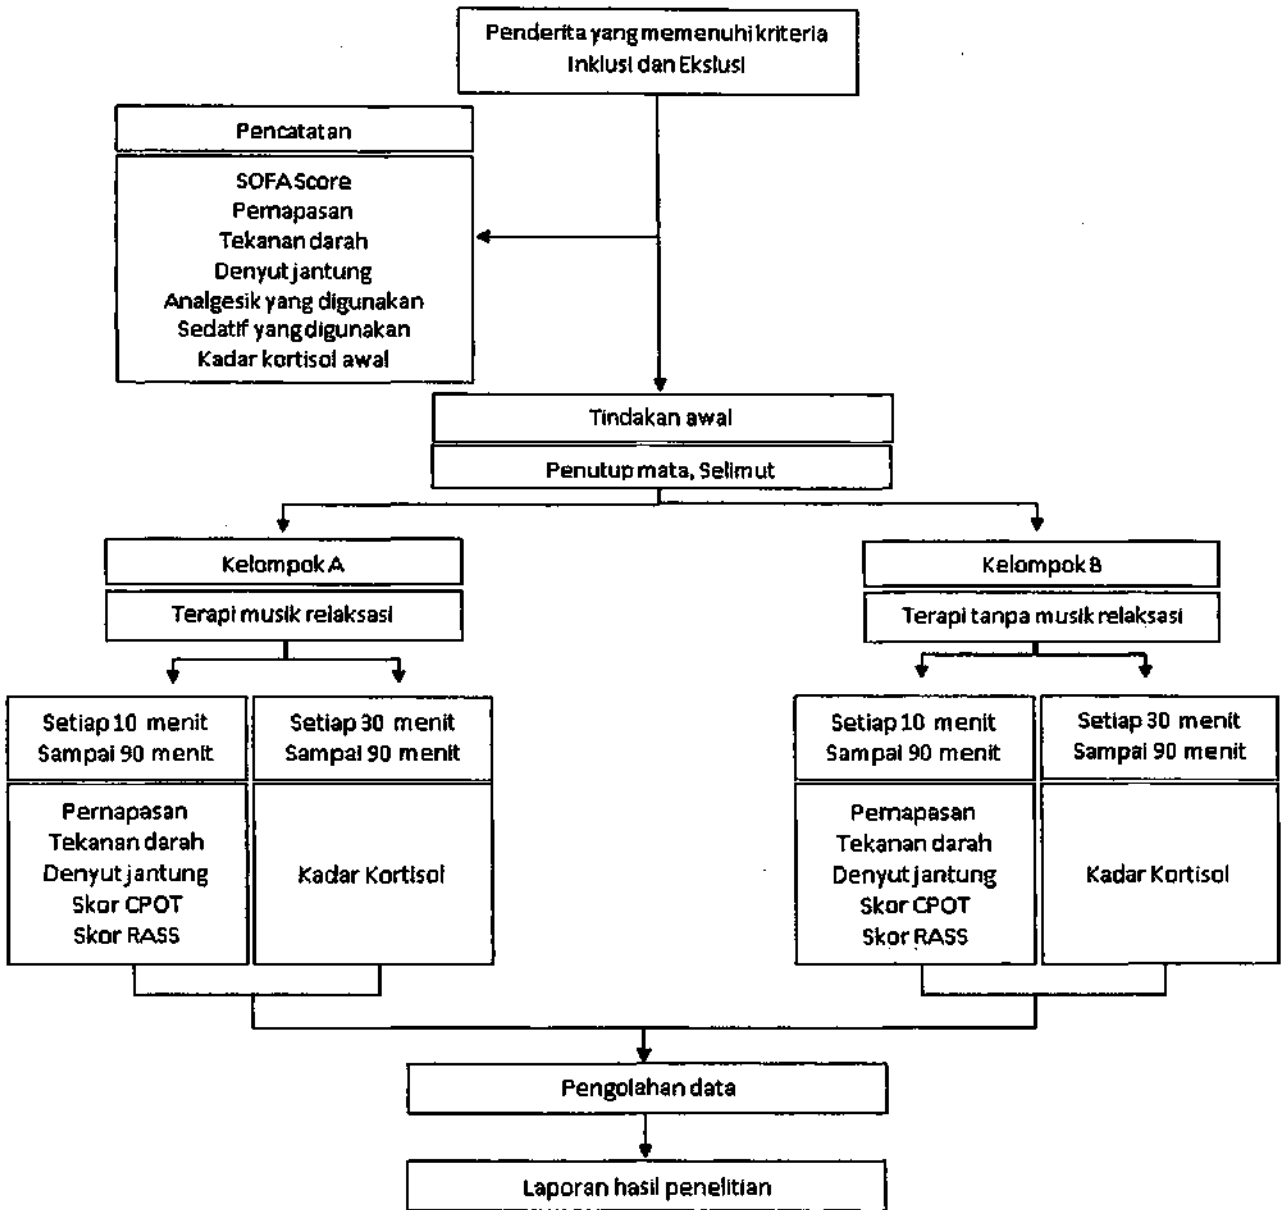 Penderita yang memenuhi kriteria
Inklusi dan Ekslusi
Pencatatan
SOFA Score
Pernapasan
Tekanan darah
Denyut jantung
Analgesik yang digunakan
Sedatif yang digunakan
Kadar kortisol awal
Tindakan awal
Penutup mata, Selimut
Kelompok A
Terapi musik relaksasi
Kelompok B
Terapi tanpa musik relaksasi
Setiap 10 menit
Sampai 90 menit
Pernapasan
Tekanan darah
Denyut jantung
Skor CPOT
Skor RASS
Setiap 30 menit
Sampai 90 menit
Kadar Kortisol
Setiap 10 menit
Sampai 90 menit
Pernapasan
Tekanan darah
Denyut jantung
Skor CPOT
Skor RASS
Setiap 30 menit
Sampai 90 menit
Kadar Kortisol
Pengolahan data
Laporan hasil penelitian